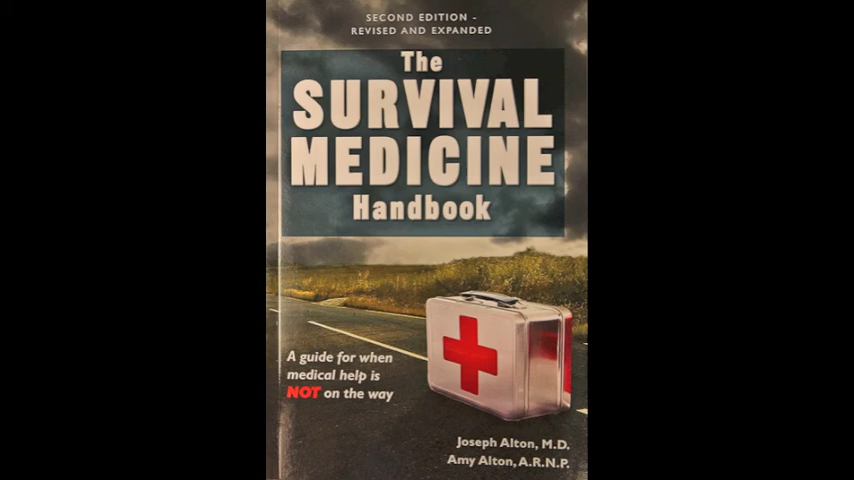 SECOND EDITION -
REVISED AND EXPANDED
The
SURVIVAL
MEDICINE
Handbook
A guide for when
medical help is
NOT on the way
Joseph Alton, M.D.
Amy Alton, A.R.N.P.